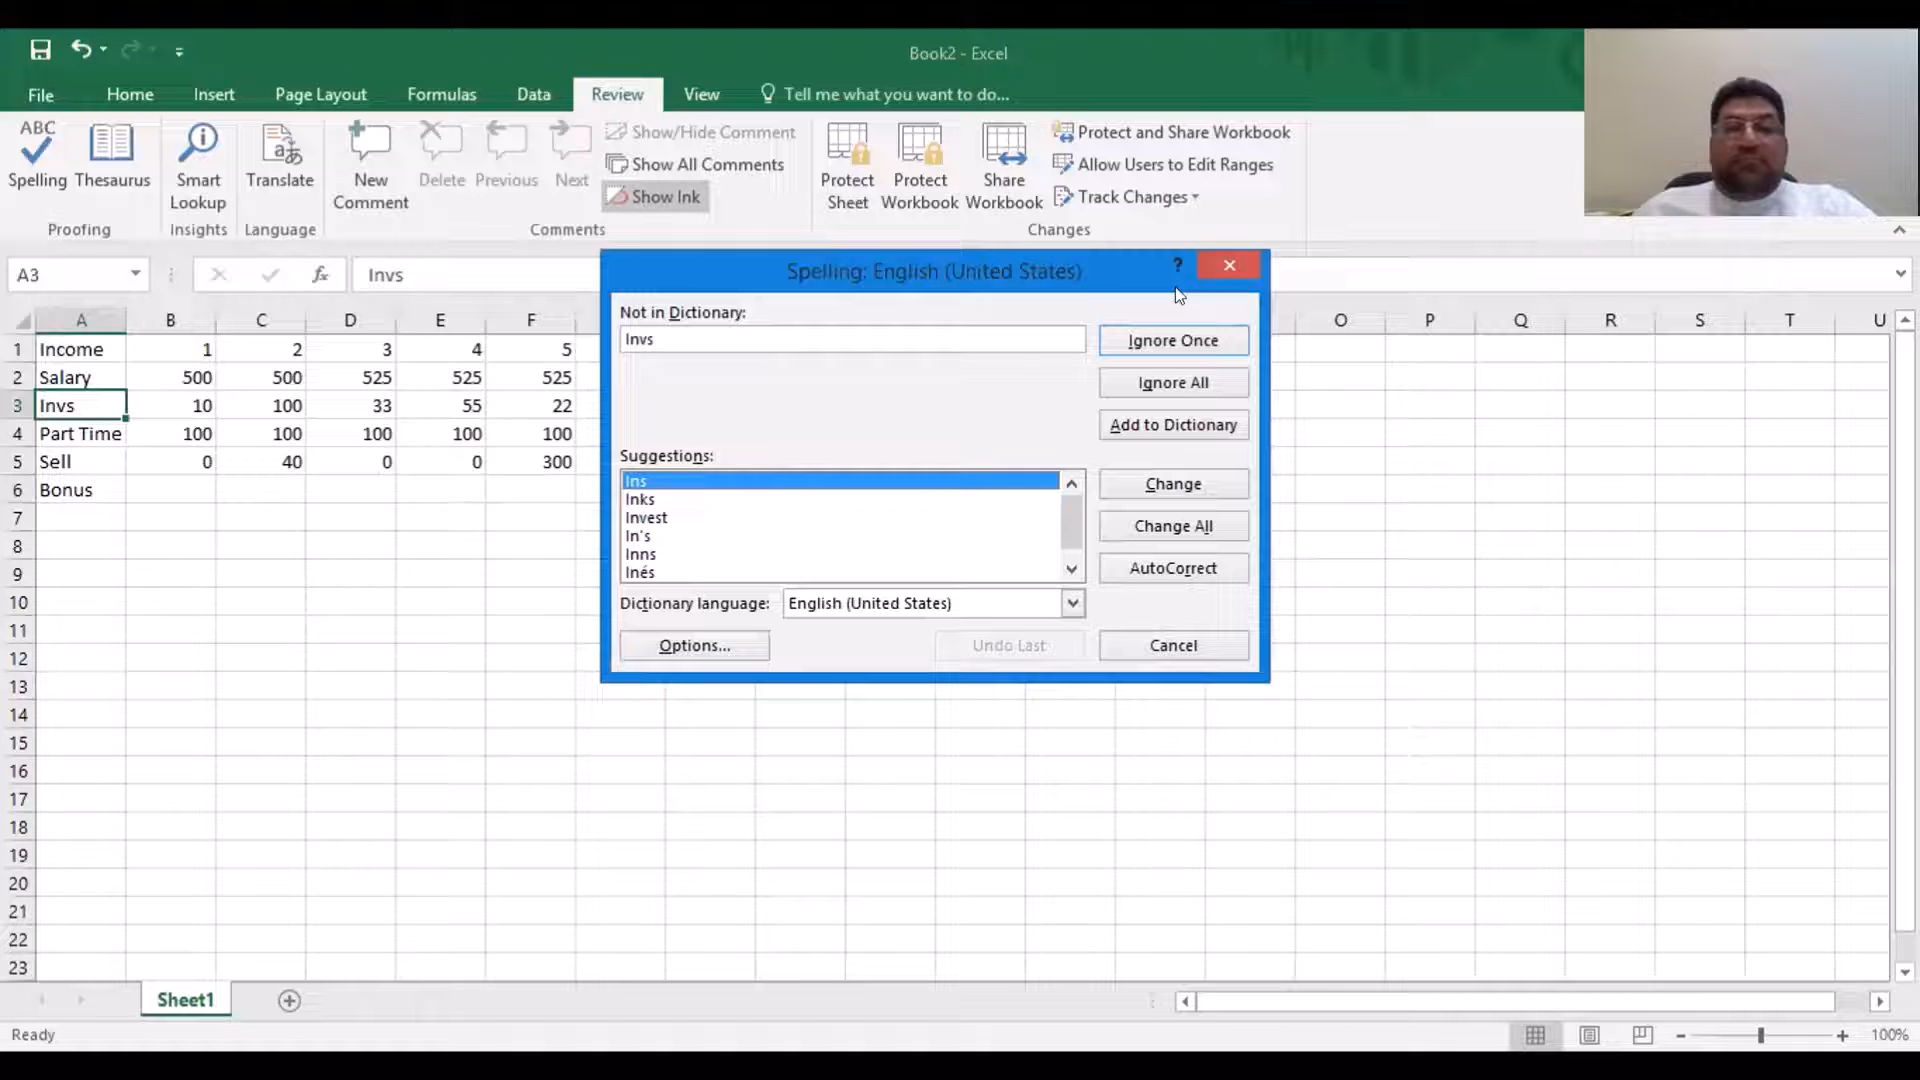 Book2 - Excel
File Home Insert Page Layout Formulas Data Review View Tell me what you want to do...
ABC
Spelling Thesaurus Smart Lookup Translate New Comment Delete Previous Next
Show/Hide Comment
Show All Comments
Show Ink
Protect Sheet Protect Workbook Share Workbook
Protect and Share Workbook
Allow Users to Edit Ranges
Track Changes
Proofing Insights Language Comments Changes
A3 fx Invs
A B C D E F O P Q R S T U
1 Income 1 2 3 4 5
2 Salary 500 500 525 525 525
3 Invs 10 100 33 55 22
4 Part Time 100 100 100 100 100
5 Sell 0 40 0 0 300
6 Bonus
7
8
9
10
11
12
13
14
15
16
17
18
19
20
21
22
23
Spelling: English (United States) ?
Not in Dictionary:
Invs
Ignore Once
Ignore All
Add to Dictionary
Suggestions:
Ins
Inks
Invest
In's
Inns
Inés
Change
Change All
AutoCorrect
Dictionary language: English (United States)
Options... Undo Last Cancel
Sheet1
Ready 100%